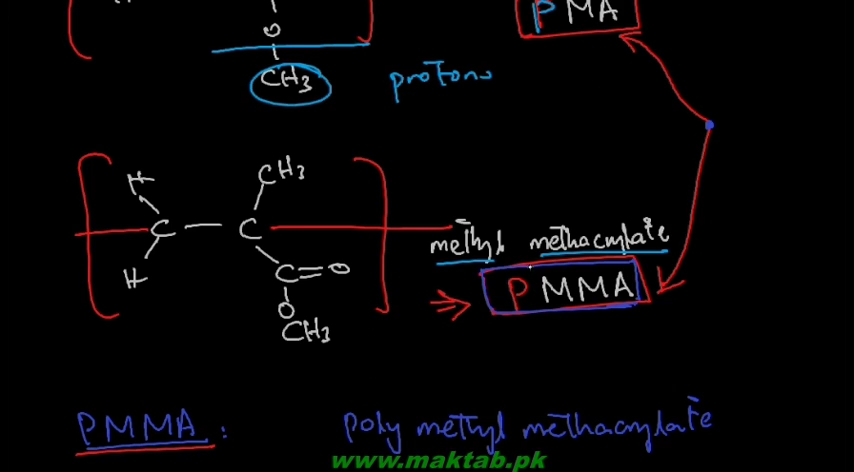 PMA
O
CH3 protons
H CH3
C — C
methyl methacrylate
H C=O
⇒ PMMA
O
CH3
PMMA : poly methyl methacrylate
www.maktab.pk